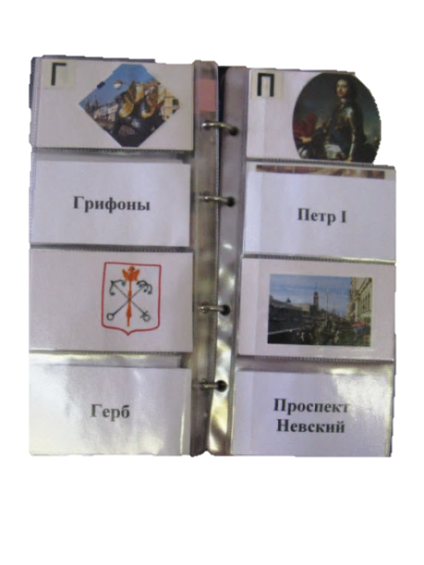 Г
Грифоны
Герб
П
Петр I
Проспект
Невский